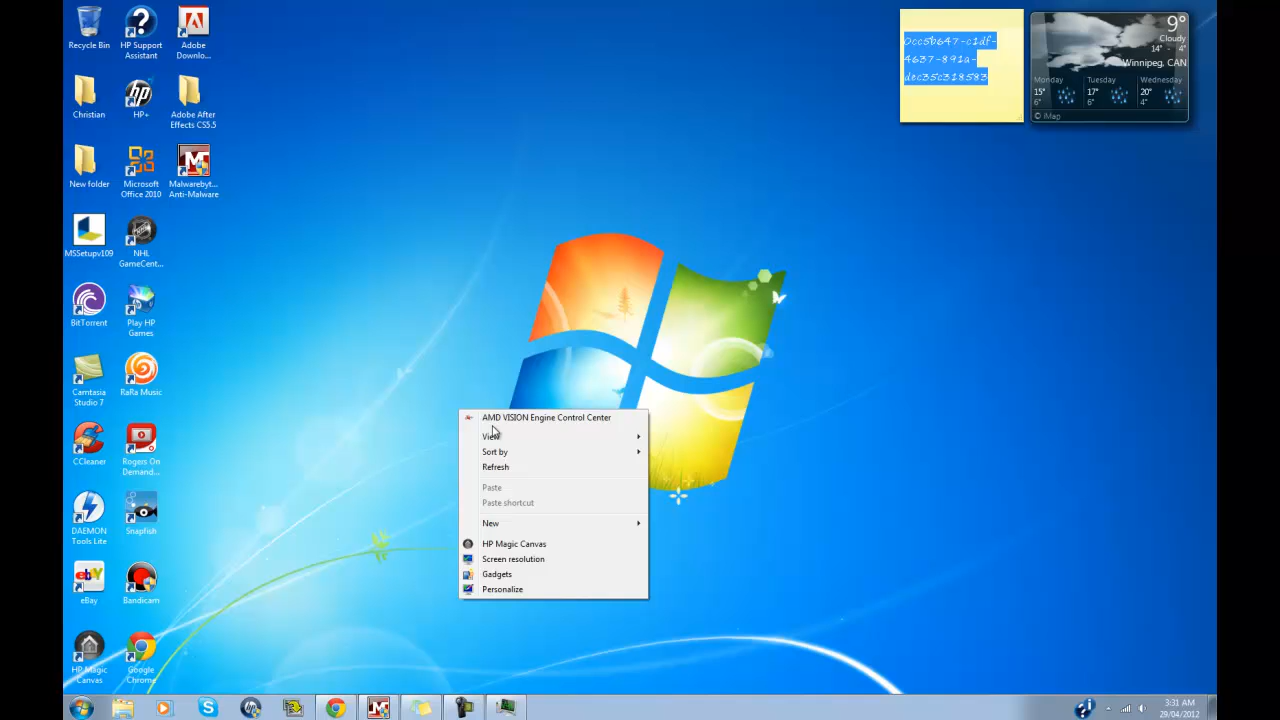 Recycle Bin
HP Support
Assistant
Adobe
Downlo...
Christian
HP+
Adobe After
Effects CS5.5
New folder
Microsoft
Office 2010
Malwarebyt...
Anti-Malware
MSSetupv109
NHL
GameCent...
BitTorrent
Play HP
Games
Camtasia
Studio 7
RaRa Music
CCleaner
Rogers On
Demand...
DAEMON
Tools Lite
Snapfish
eBay
Bandicam
HP Magic
Canvas
Google
Chrome
0cc5b647-c1df-
4637-891a-
dec35c318583
9°
Cloudy
14° - 4°
Winnipeg, CAN
Monday Tuesday Wednesday
15° 17° 20°
6° 6° 4°
© iMap
AMD VISION Engine Control Center
View
Sort by
Refresh
Paste
Paste shortcut
New
HP Magic Canvas
Screen resolution
Gadgets
Personalize
3:31 AM
29/04/2012